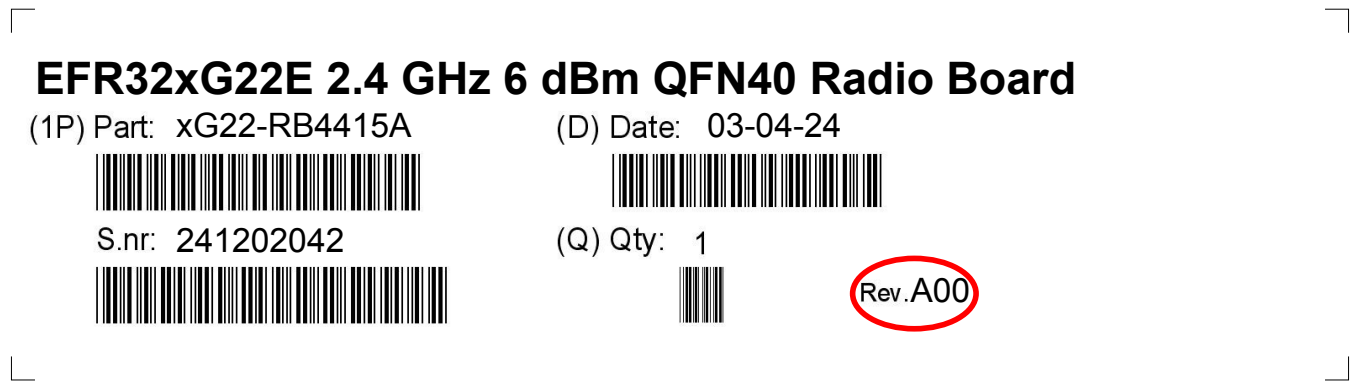 EFR32xG22E 2.4 GHz 6 dBm QFN40 Radio Board
(1P) Part: xG22-RB4415A
(D) Date: 03-04-24
S.nr: 241202042
(Q) Qty: 1
Rev.A00